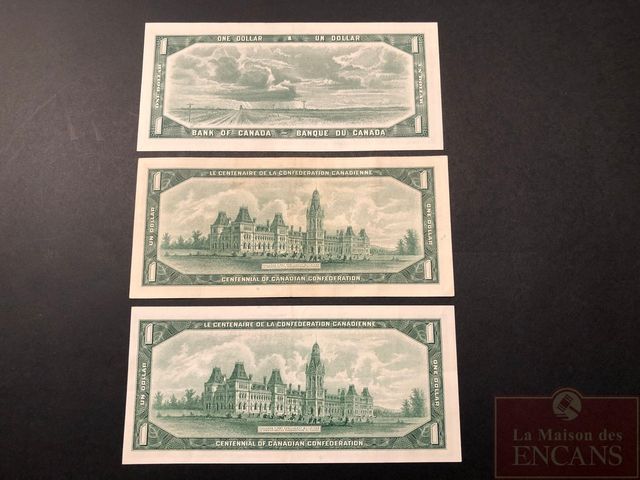 1 ONE DOLLAR & UN DOLLAR 1
ONE DOLLAR
UN DOLLAR
1 BANK OF CANADA – BANQUE DU CANADA 1
1 LE CENTENAIRE DE LA CONFÉDÉRATION CANADIENNE 1
UN DOLLAR
ONE DOLLAR
1 CENTENNIAL OF CANADIAN CONFEDERATION 1
1 LE CENTENAIRE DE LA CONFÉDÉRATION CANADIENNE 1
UN DOLLAR
ONE DOLLAR
1 CENTENNIAL OF CANADIAN CONFEDERATION 1
La Maison des
ENCANS